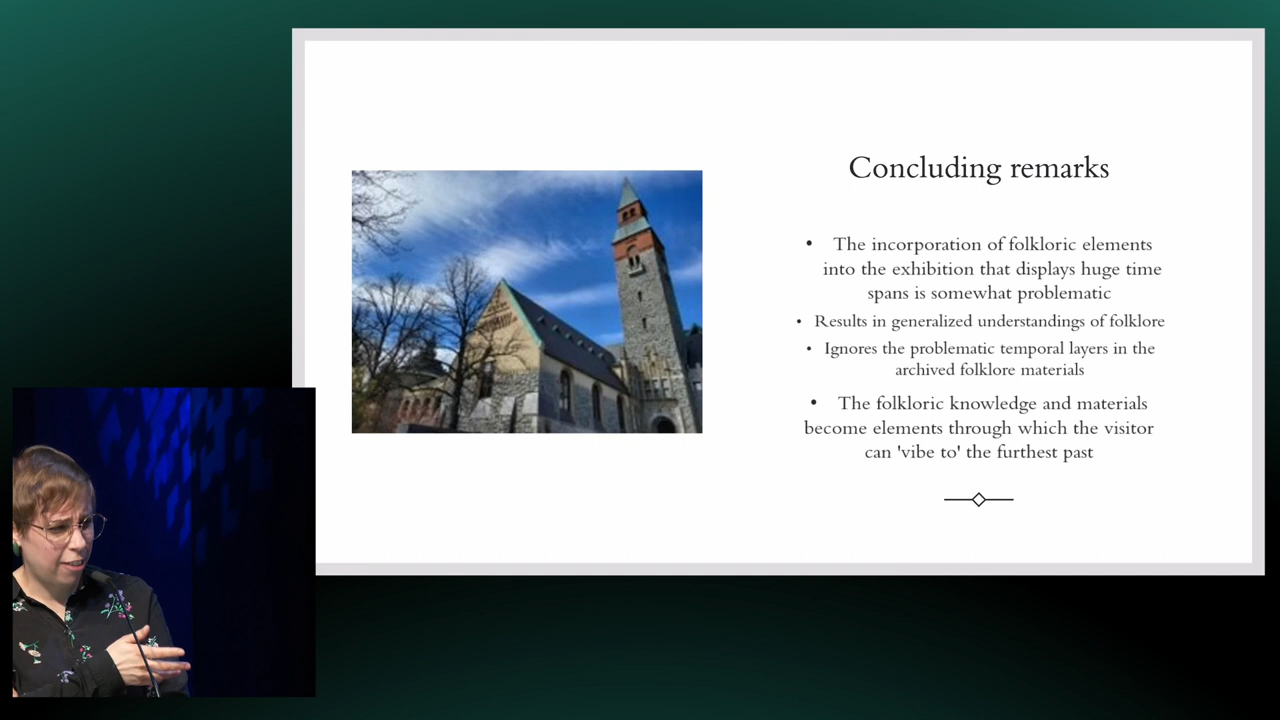 Concluding remarks
• The incorporation of folkloric elements
into the exhibition that displays huge time
spans is somewhat problematic
• Results in generalized understandings of folklore
• Ignores the problematic temporal layers in the
archived folklore materials
• The folkloric knowledge and materials
become elements through which the visitor
can 'vibe to' the furthest past